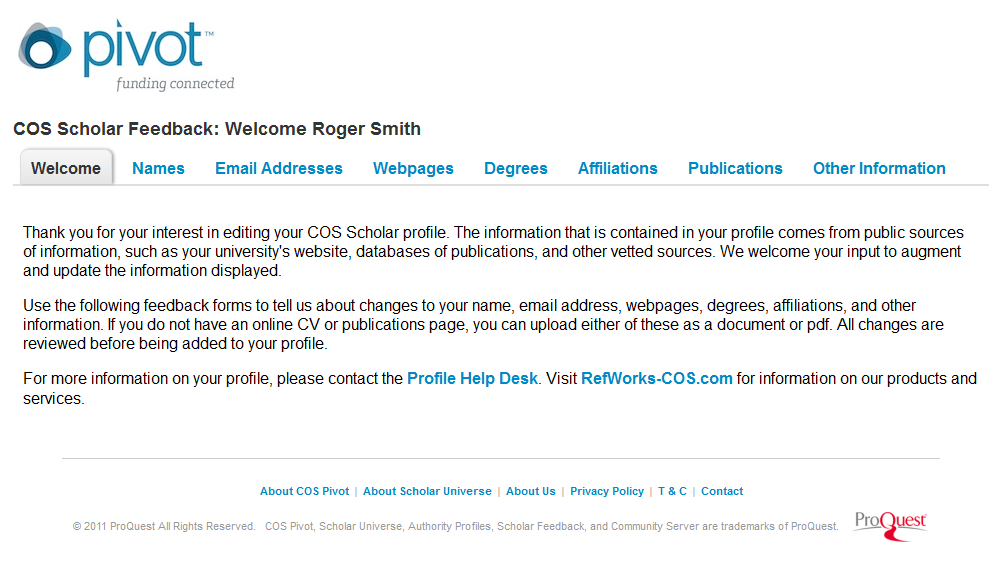 pivot™
funding connected
COS Scholar Feedback: Welcome Roger Smith
Welcome Names Email Addresses Webpages Degrees Affiliations Publications Other Information
Thank you for your interest in editing your COS Scholar profile. The information that is contained in your profile comes from public sources
of information, such as your university's website, databases of publications, and other vetted sources. We welcome your input to augment
and update the information displayed.
Use the following feedback forms to tell us about changes to your name, email address, webpages, degrees, affiliations, and other
information. If you do not have an online CV or publications page, you can upload either of these as a document or pdf. All changes are
reviewed before being added to your profile.
For more information on your profile, please contact the Profile Help Desk. Visit RefWorks-COS.com for information on our products and
services.
About COS Pivot | About Scholar Universe | About Us | Privacy Policy | T & C | Contact
© 2011 ProQuest All Rights Reserved. COS Pivot, Scholar Universe, Authority Profiles, Scholar Feedback, and Community Server are trademarks of ProQuest. ProQuest